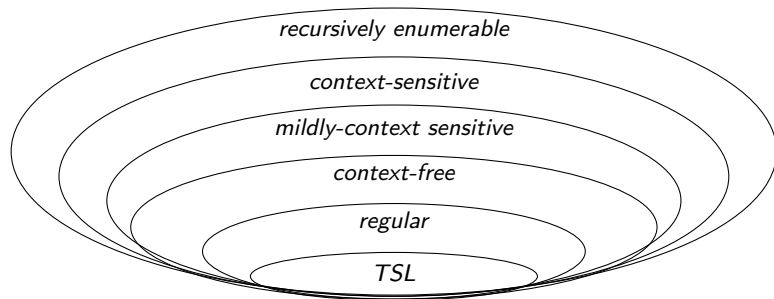 recursively enumerable
context-sensitive
mildly-context sensitive
context-free
regular
TSL